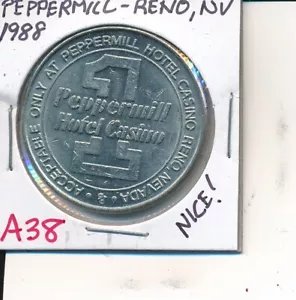 PEPPERMILL-RENO, NV
1988
ACCEPTABLE ONLY AT PEPPERMILL HOTEL CASINO RENO NEVADA
1
Peppermill
Hotel Casino
NICE!
A38